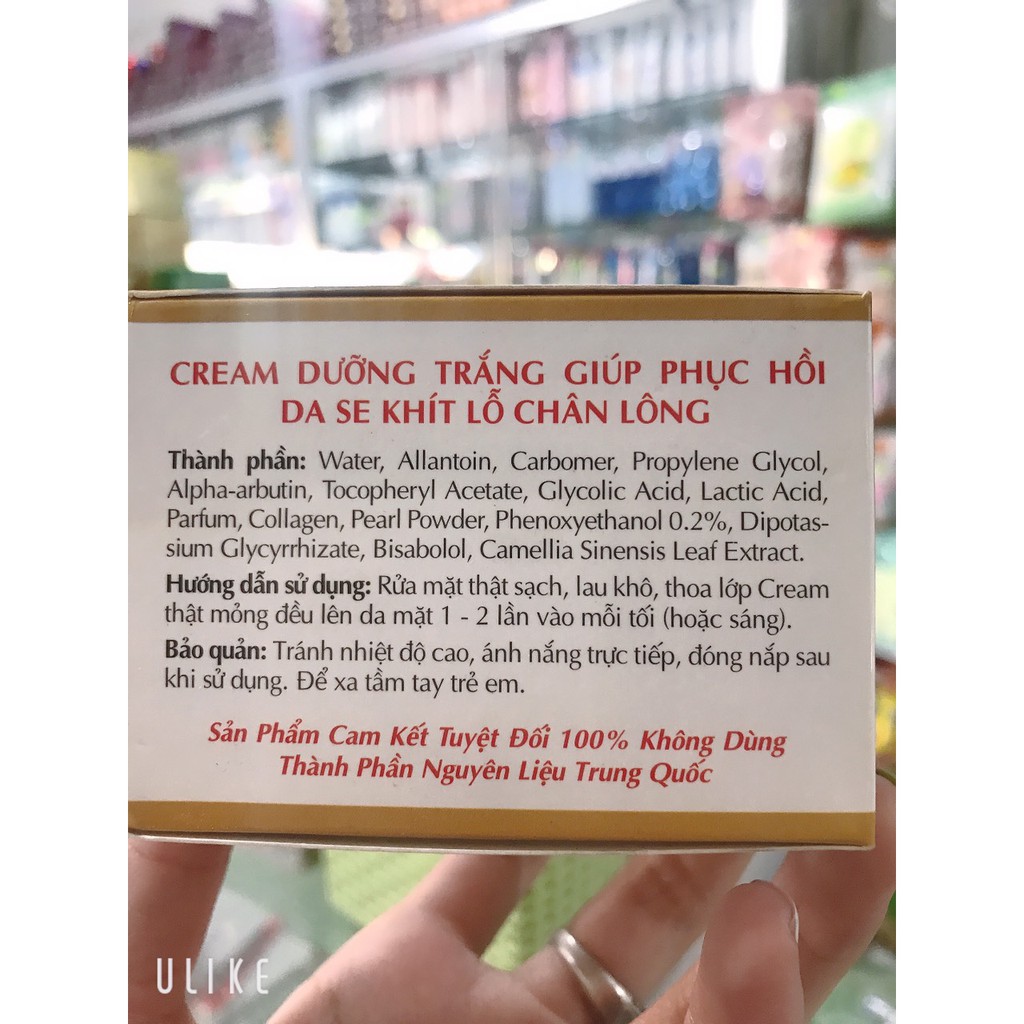 CREAM DƯỠNG TRẮNG GIÚP PHỤC HỒI
DA SE KHÍT LỖ CHÂN LÔNG
Thành phần: Water, Allantoin, Carbomer, Propylene Glycol,
Alpha-arbutin, Tocopheryl Acetate, Glycolic Acid, Lactic Acid,
Parfum, Collagen, Pearl Powder, Phenoxyethanol 0.2%, Dipotas-
sium Glycyrrhizate, Bisabolol, Camellia Sinensis Leaf Extract.
Hướng dẫn sử dụng: Rửa mặt thật sạch, lau khô, thoa lớp Cream
thật mỏng đều lên da mặt 1 - 2 lần vào mỗi tối (hoặc sáng).
Bảo quản: Tránh nhiệt độ cao, ánh nắng trực tiếp, đóng nắp sau
khi sử dụng. Để xa tầm tay trẻ em.
Sản Phẩm Cam Kết Tuyệt Đối 100% Không Dùng
Thành Phần Nguyên Liệu Trung Quốc
ULIKE